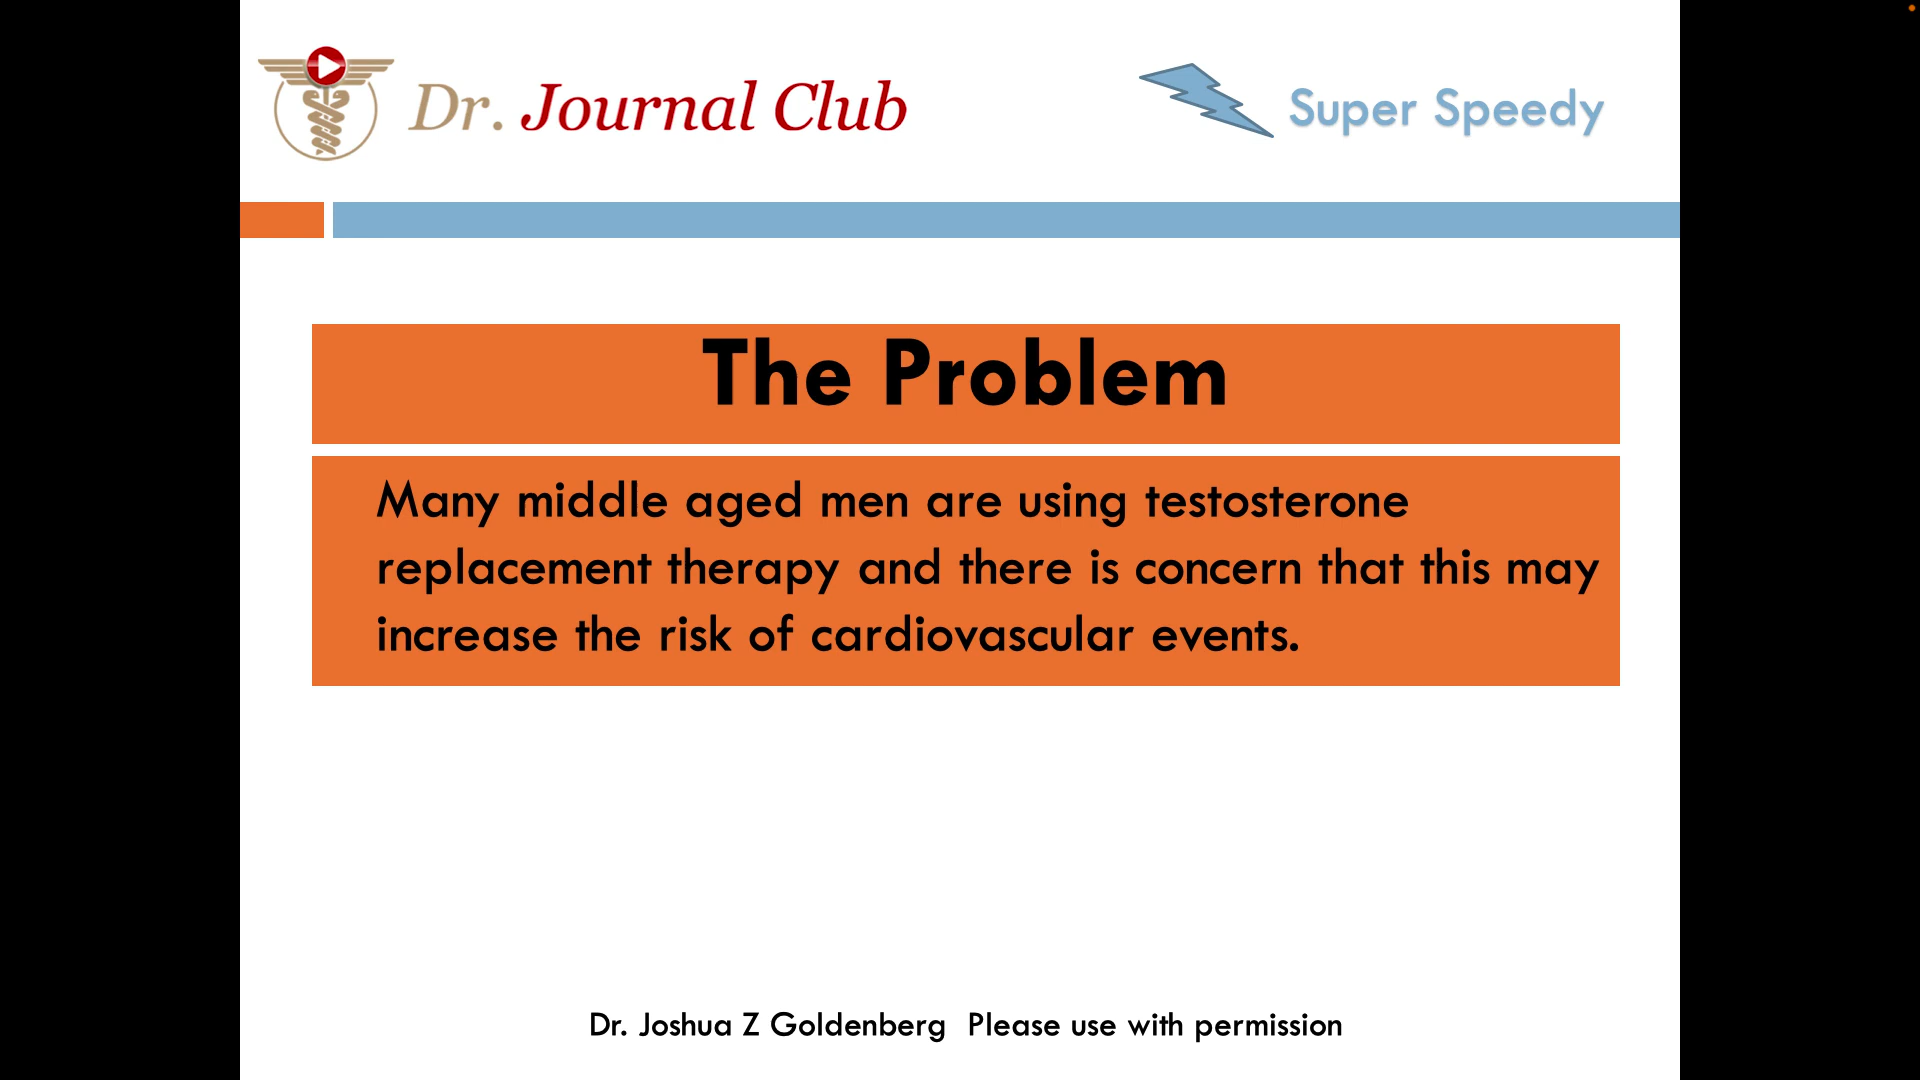 Dr. Journal Club
Super Speedy
The Problem
Many middle aged men are using testosterone
replacement therapy and there is concern that this may
increase the risk of cardiovascular events.
Dr. Joshua Z Goldenberg  Please use with permission